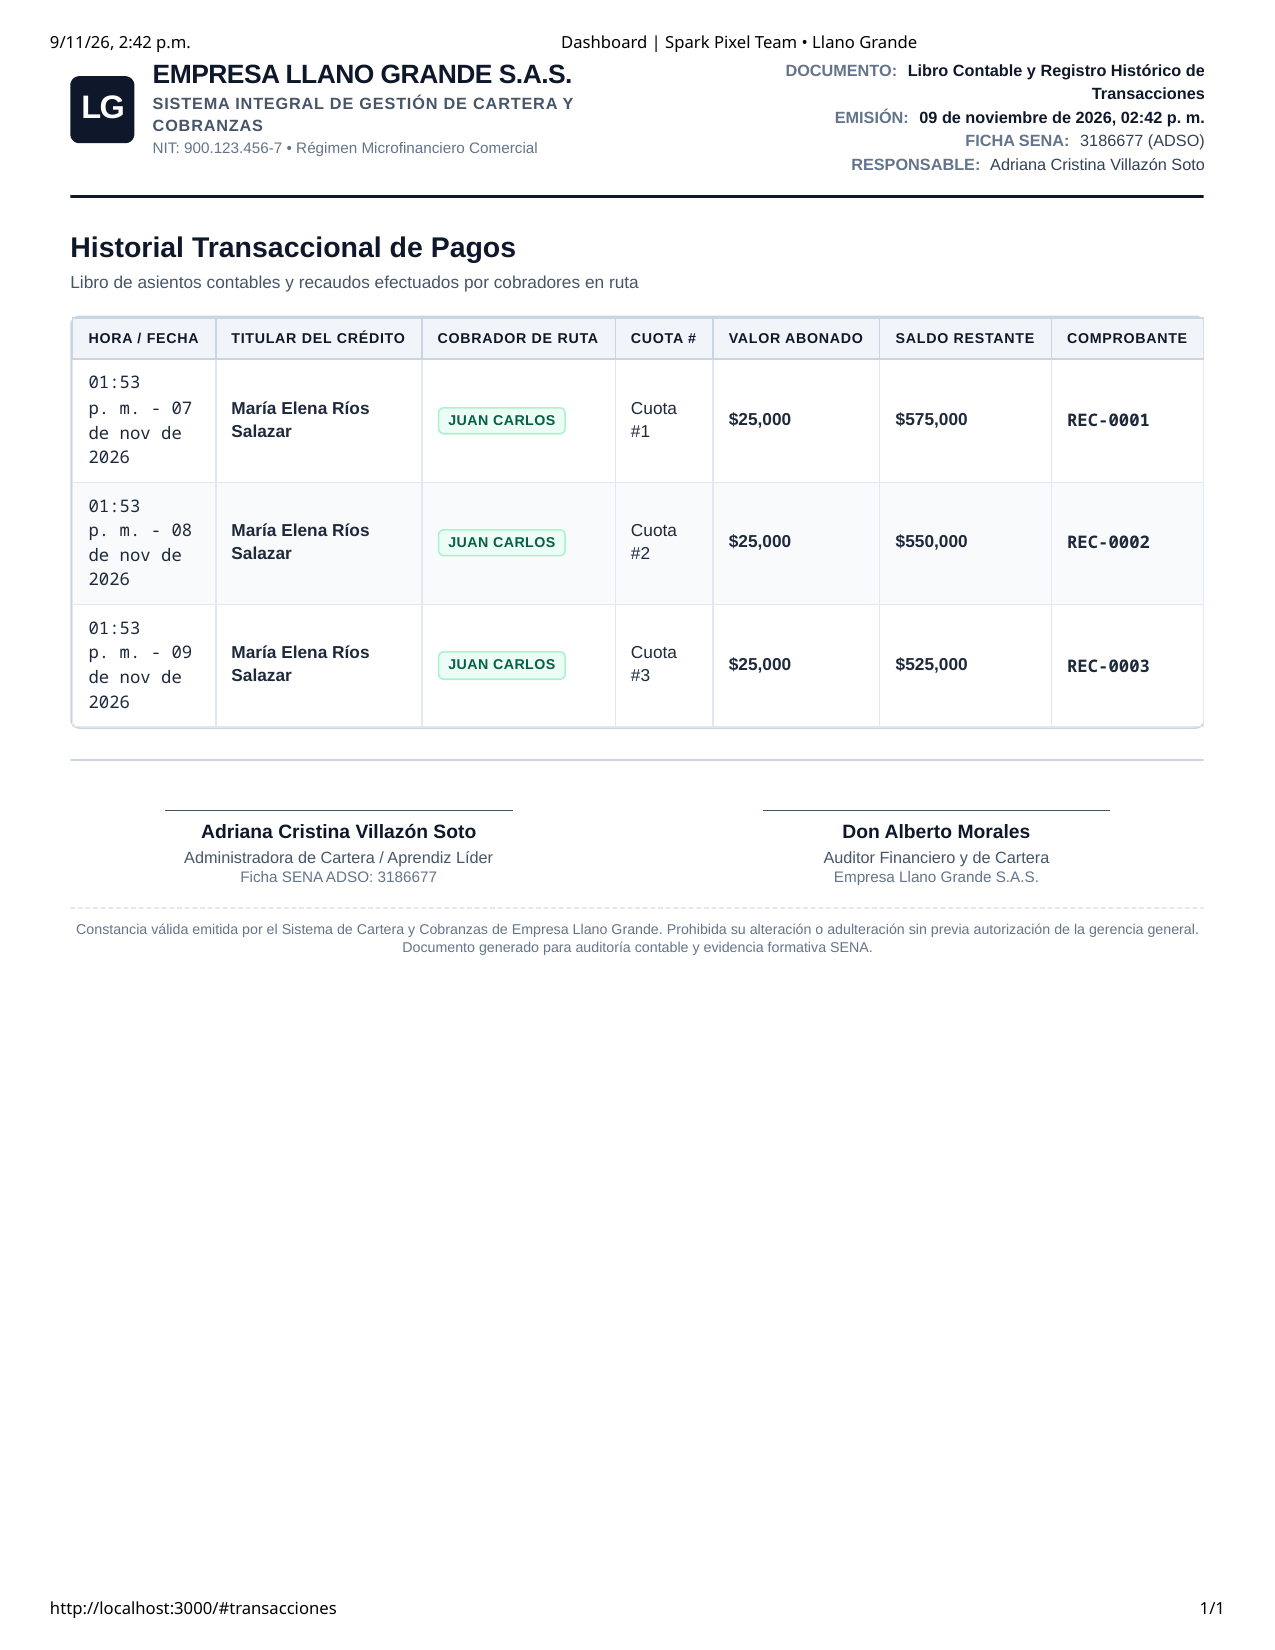 9/11/26, 2:42 p.m.
Dashboard | Spark Pixel Team • Llano Grande
LG
EMPRESA LLANO GRANDE S.A.S.
SISTEMA INTEGRAL DE GESTIÓN DE CARTERA Y
COBRANZAS
NIT: 900.123.456-7 • Régimen Microfinanciero Comercial
DOCUMENTO: Libro Contable y Registro Histórico de
Transacciones
EMISIÓN: 09 de noviembre de 2026, 02:42 p. m.
FICHA SENA: 3186677 (ADSO)
RESPONSABLE: Adriana Cristina Villazón Soto
Historial Transaccional de Pagos
Libro de asientos contables y recaudos efectuados por cobradores en ruta
HORA / FECHA TITULAR DEL CRÉDITO COBRADOR DE RUTA CUOTA # VALOR ABONADO SALDO RESTANTE COMPROBANTE
01:53
p. m. - 07
de nov de
2026
María Elena Ríos
Salazar
JUAN CARLOS
Cuota
#1
$25,000
$575,000
REC-0001
01:53
p. m. - 08
de nov de
2026
María Elena Ríos
Salazar
JUAN CARLOS
Cuota
#2
$25,000
$550,000
REC-0002
01:53
p. m. - 09
de nov de
2026
María Elena Ríos
Salazar
JUAN CARLOS
Cuota
#3
$25,000
$525,000
REC-0003
Adriana Cristina Villazón Soto
Administradora de Cartera / Aprendiz Líder
Ficha SENA ADSO: 3186677
Don Alberto Morales
Auditor Financiero y de Cartera
Empresa Llano Grande S.A.S.
Constancia válida emitida por el Sistema de Cartera y Cobranzas de Empresa Llano Grande. Prohibida su alteración o adulteración sin previa autorización de la gerencia general.
Documento generado para auditoría contable y evidencia formativa SENA.
http://localhost:3000/#transacciones
1/1